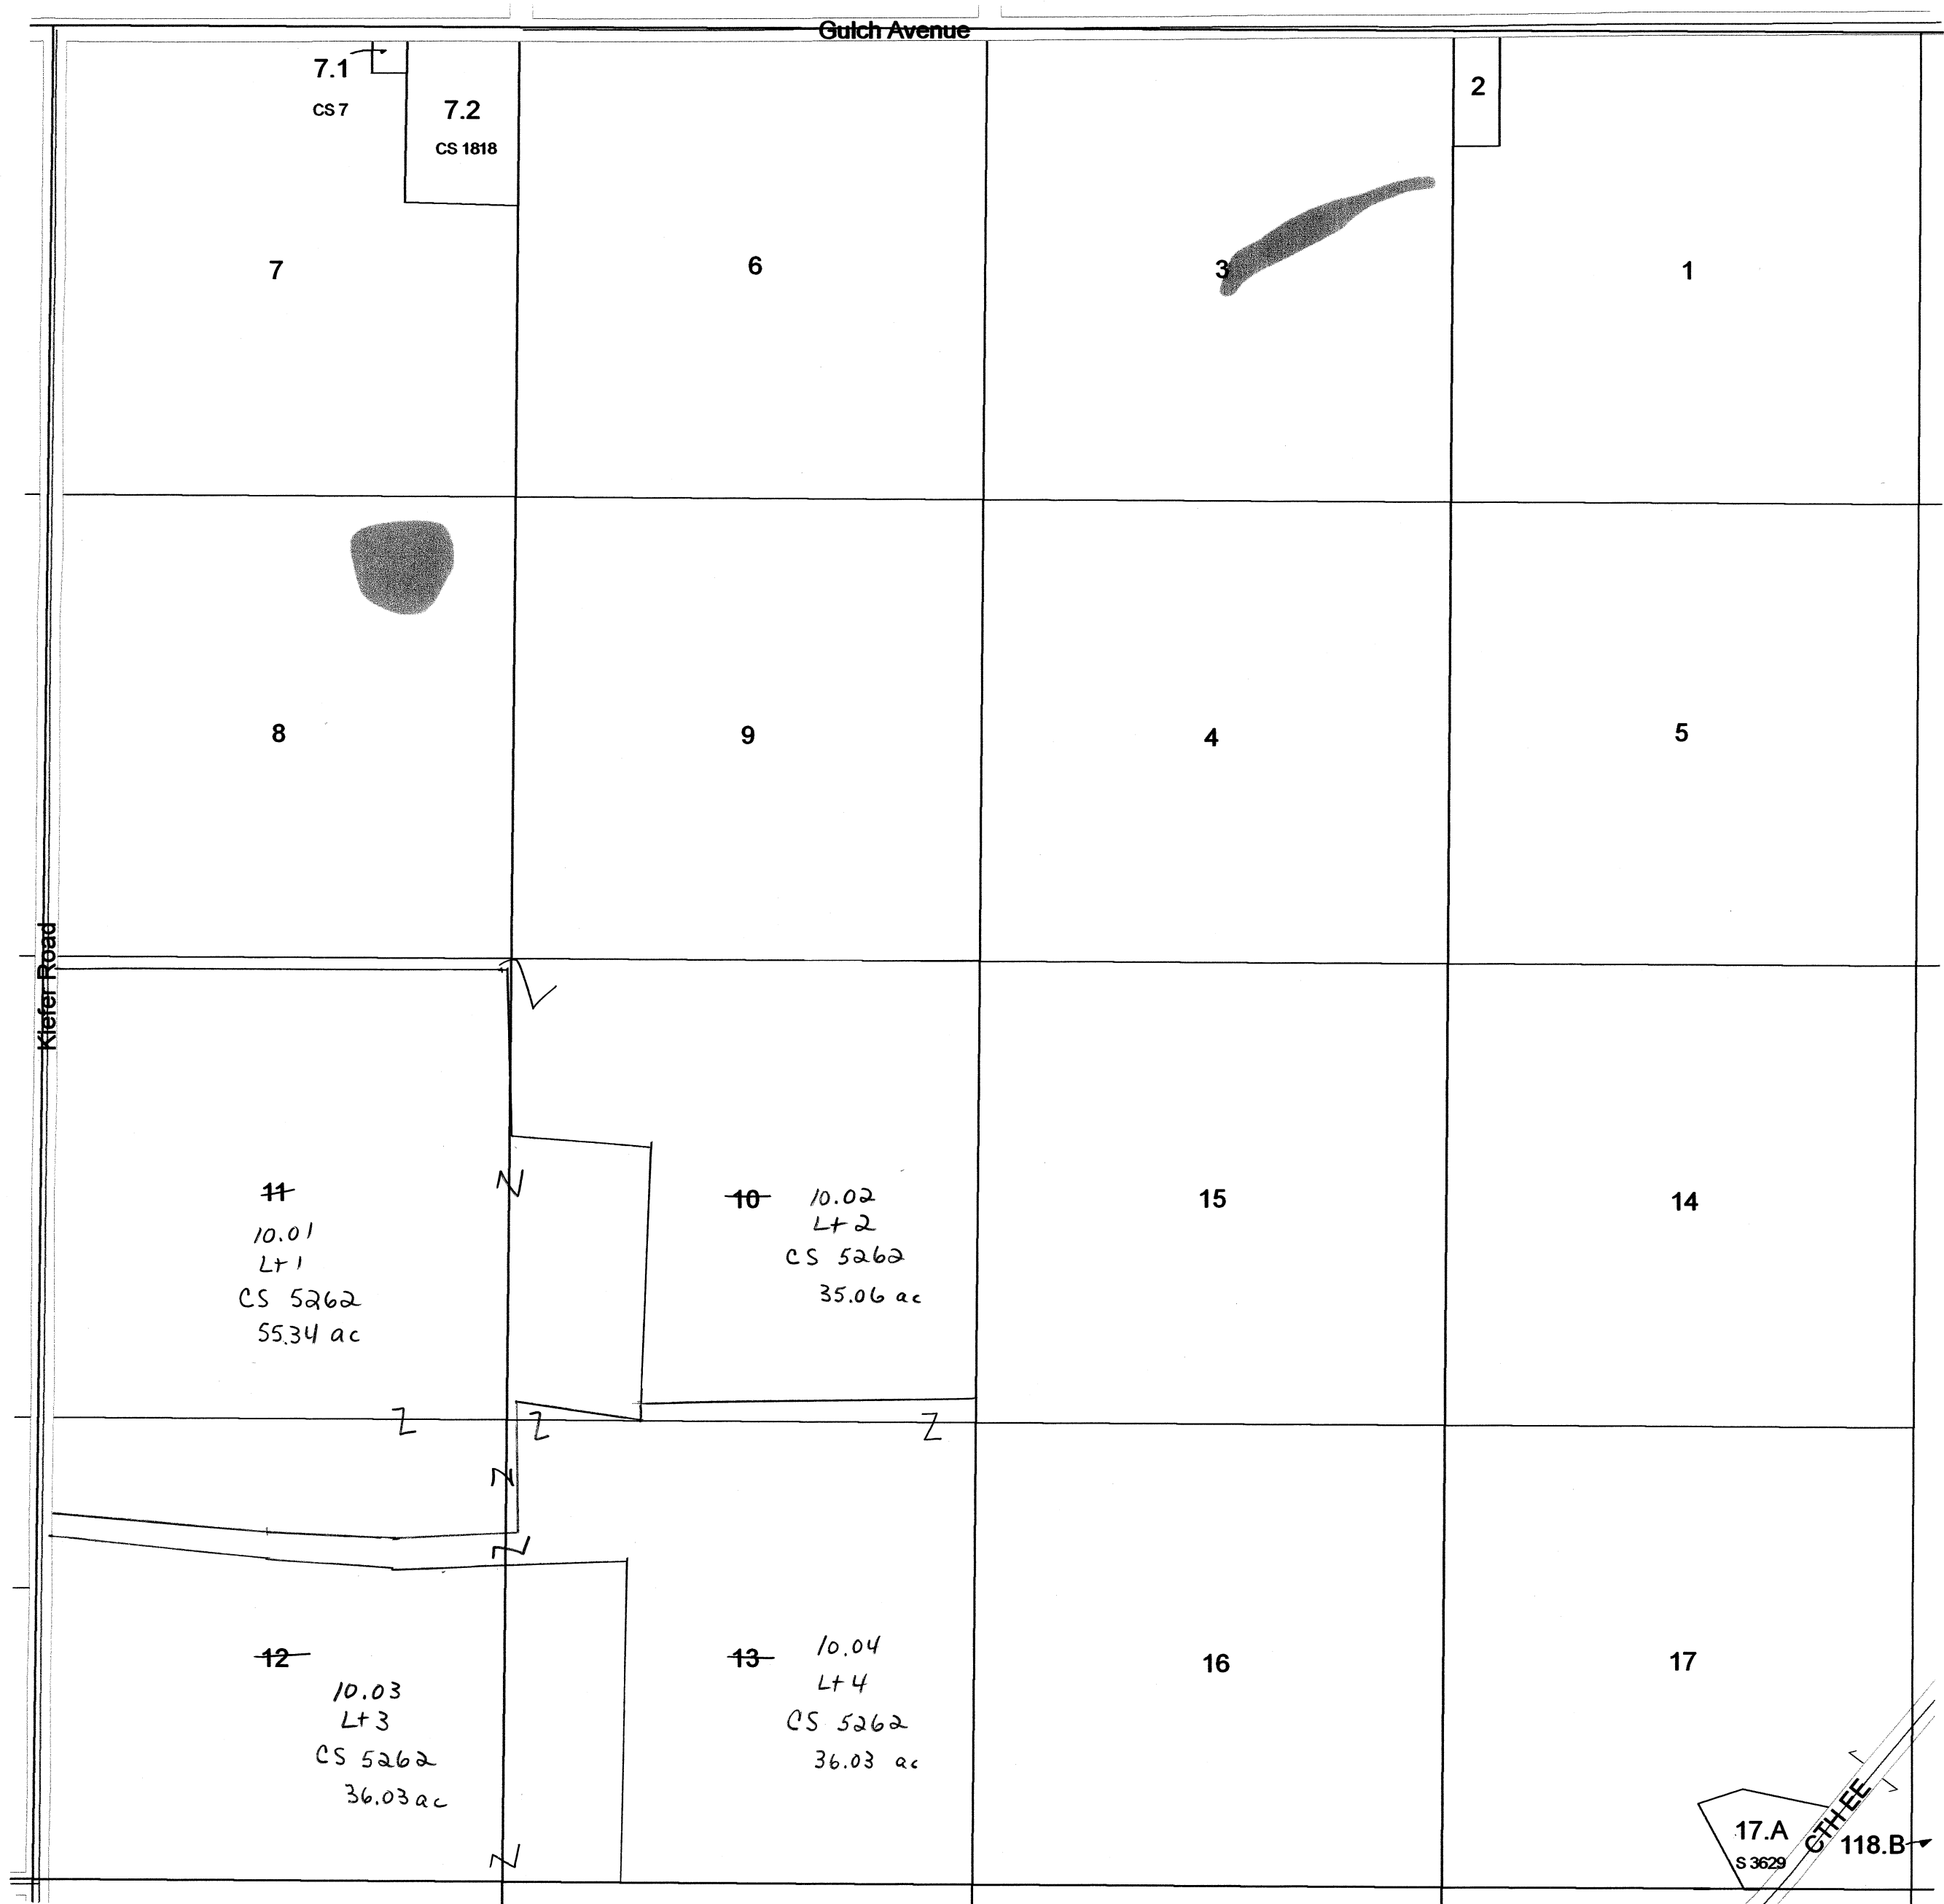 Gulch Avenue
7.1
CS 7
7.2
CS 1818
2
7
6
3
1
8
9
4
5
Kiefer Road
11
10.01
Lt 1
CS 5262
55.34 ac
10
10.02
Lt 2
CS 5262
35.06 ac
15
14
12
10.03
Lt 3
CS 5262
36.03 ac
13
10.04
Lt 4
CS 5262
36.03 ac
16
17
17.A
S 3629
CTH EE
118.B